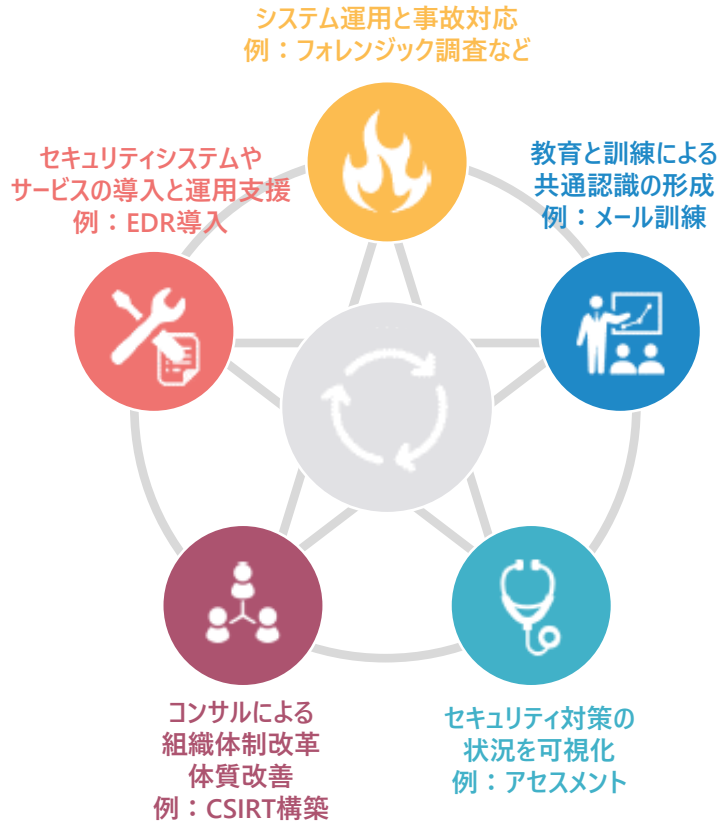 システム運用と事故対応
例：フォレンジック調査など
セキュリティシステムや
サービスの導入と運用支援
例：EDR導入
教育と訓練による
共通認識の形成
例：メール訓練
コンサルによる
組織体制改革
体質改善
例：CSIRT構築
セキュリティ対策の
状況を可視化
例：アセスメント